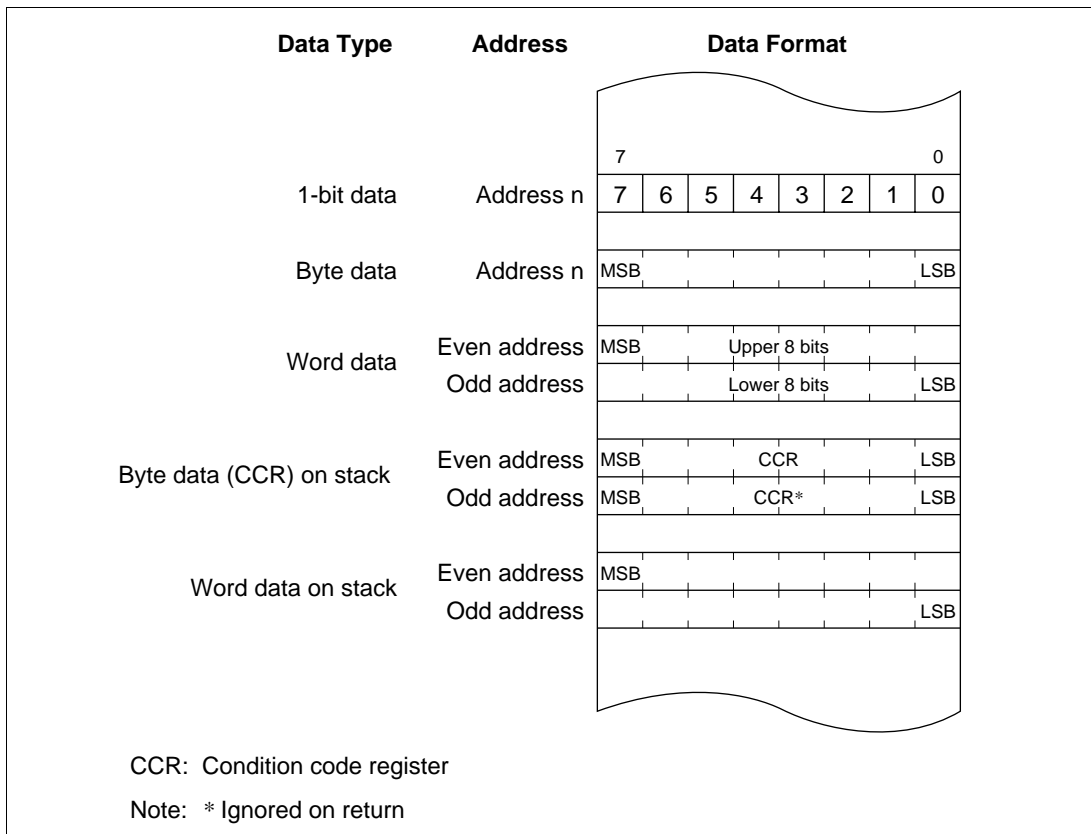 Data Type Address Data Format
7 0
1-bit data Address n 7 6 5 4 3 2 1 0
Byte data Address n MSB LSB
Word data
Even address MSB Upper 8 bits
Odd address Lower 8 bits LSB
Byte data (CCR) on stack
Even address MSB CCR LSB
Odd address MSB CCR* LSB
Word data on stack
Even address MSB
Odd address LSB
CCR: Condition code register
Note: * Ignored on return